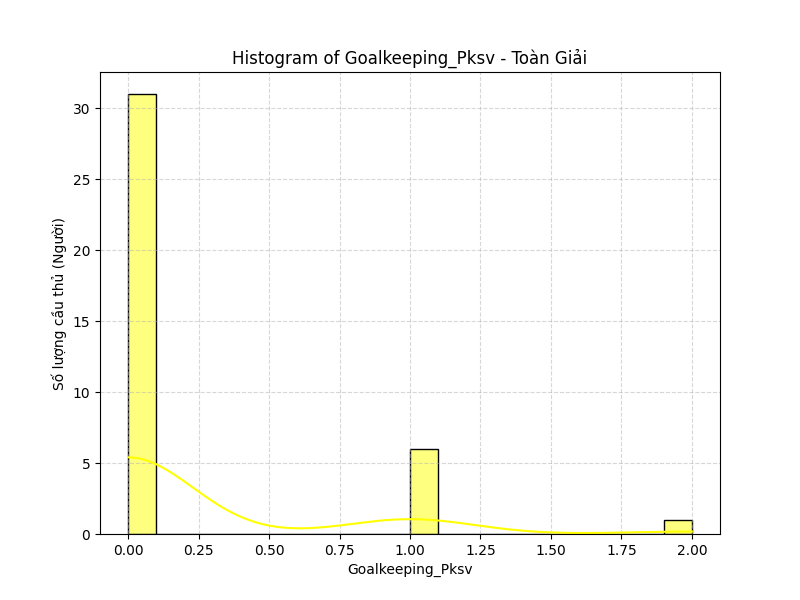 Histogram of Goalkeeping_Pksv - Toàn Giải
Số lượng cầu thủ (Người)
30
25
20
15
10
5
0
0.00 0.25 0.50 0.75 1.00 1.25 1.50 1.75 2.00
Goalkeeping_Pksv